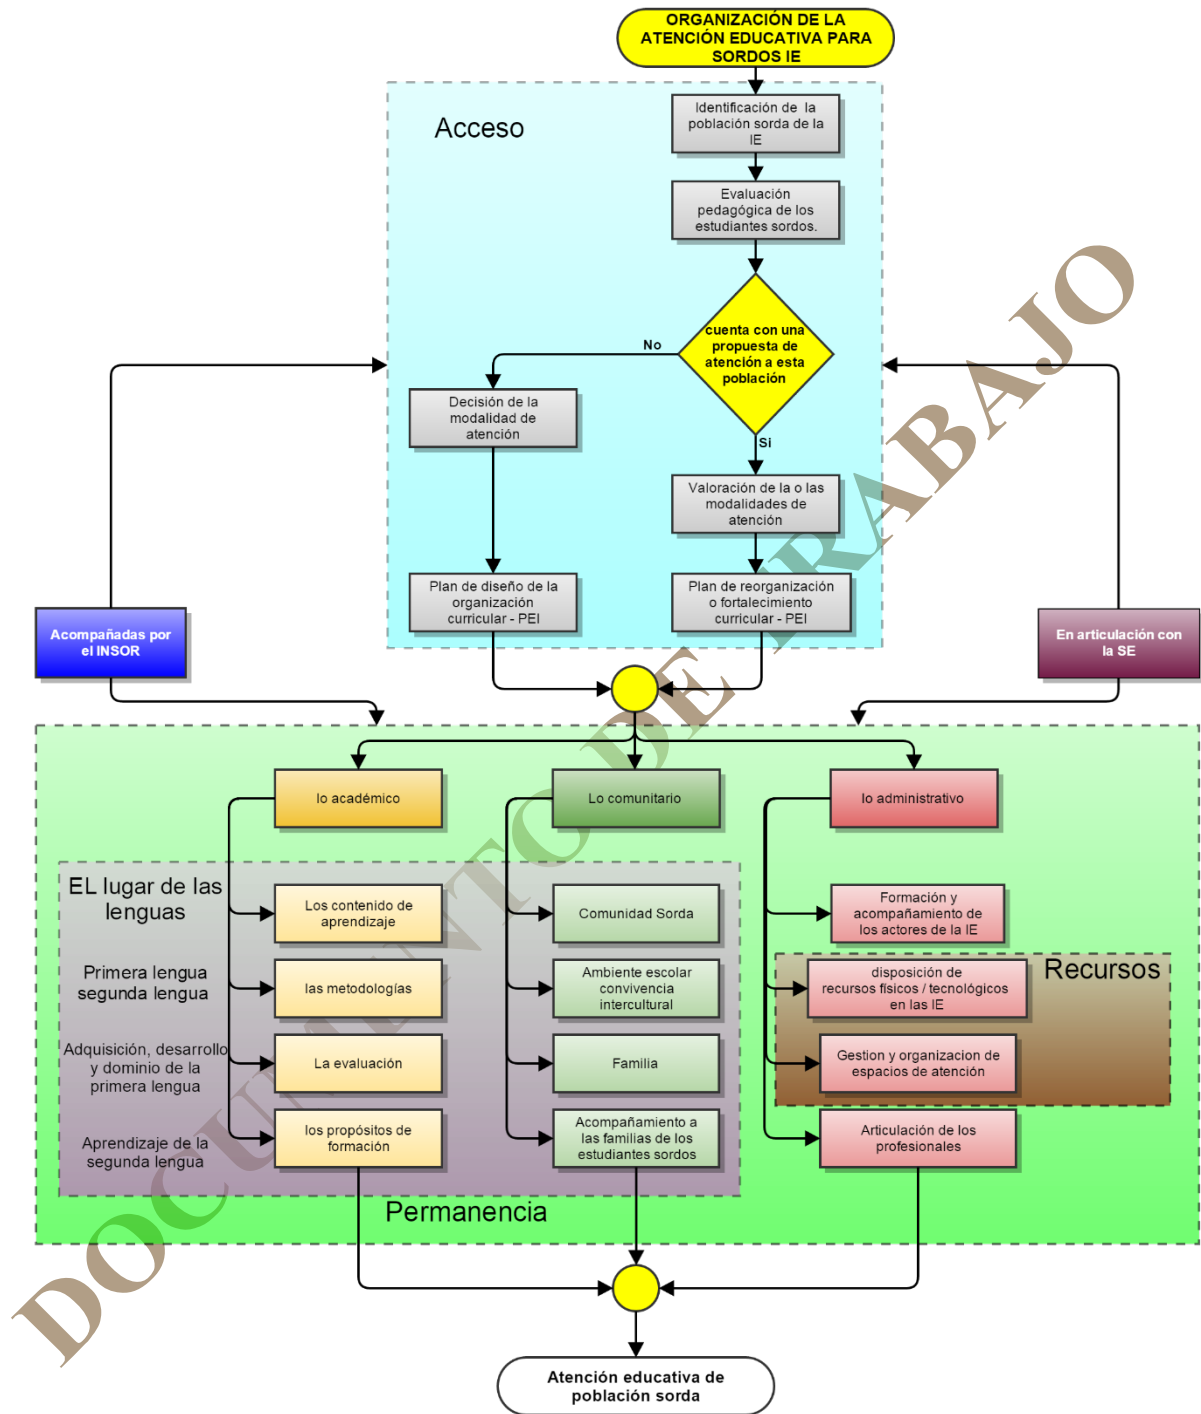 ORGANIZACIÓN DE LA
ATENCIÓN EDUCATIVA PARA
SORDOS IE
Acceso
Identificación de la
población sorda de la
IE
Evaluación
pedagógica de los
estudiantes sordos.
cuenta con una
propuesta de
atención a esta
población
No
Si
Decisión de la
modalidad de
atención
Valoración de la o las
modalidades de
atención
Plan de diseño de la
organización
curricular - PEI
Plan de reorganización
o fortalecimiento
curricular - PEI
Acompañadas por
el INSOR
En articulación con
la SE
lo académico
Lo comunitario
lo administrativo
EL lugar de las
lenguas
Primera lengua
segunda lengua
Adquisición, desarrollo
y dominio de la
primera lengua
Aprendizaje de la
segunda lengua
Los contenido de
aprendizaje
las metodologías
La evaluación
los propósitos de
formación
Comunidad Sorda
Ambiente escolar
convivencia
intercultural
Familia
Acompañamiento a
las familias de los
estudiantes sordos
Formación y
acompañamiento de
los actores de la IE
Recursos
disposición de
recursos físicos / tecnológicos
en las IE
Gestion y organizacion de
espacios de atención
Articulación de los
profesionales
Permanencia
Atención educativa de
población sorda
DOCUMENTO DE TRABAJO